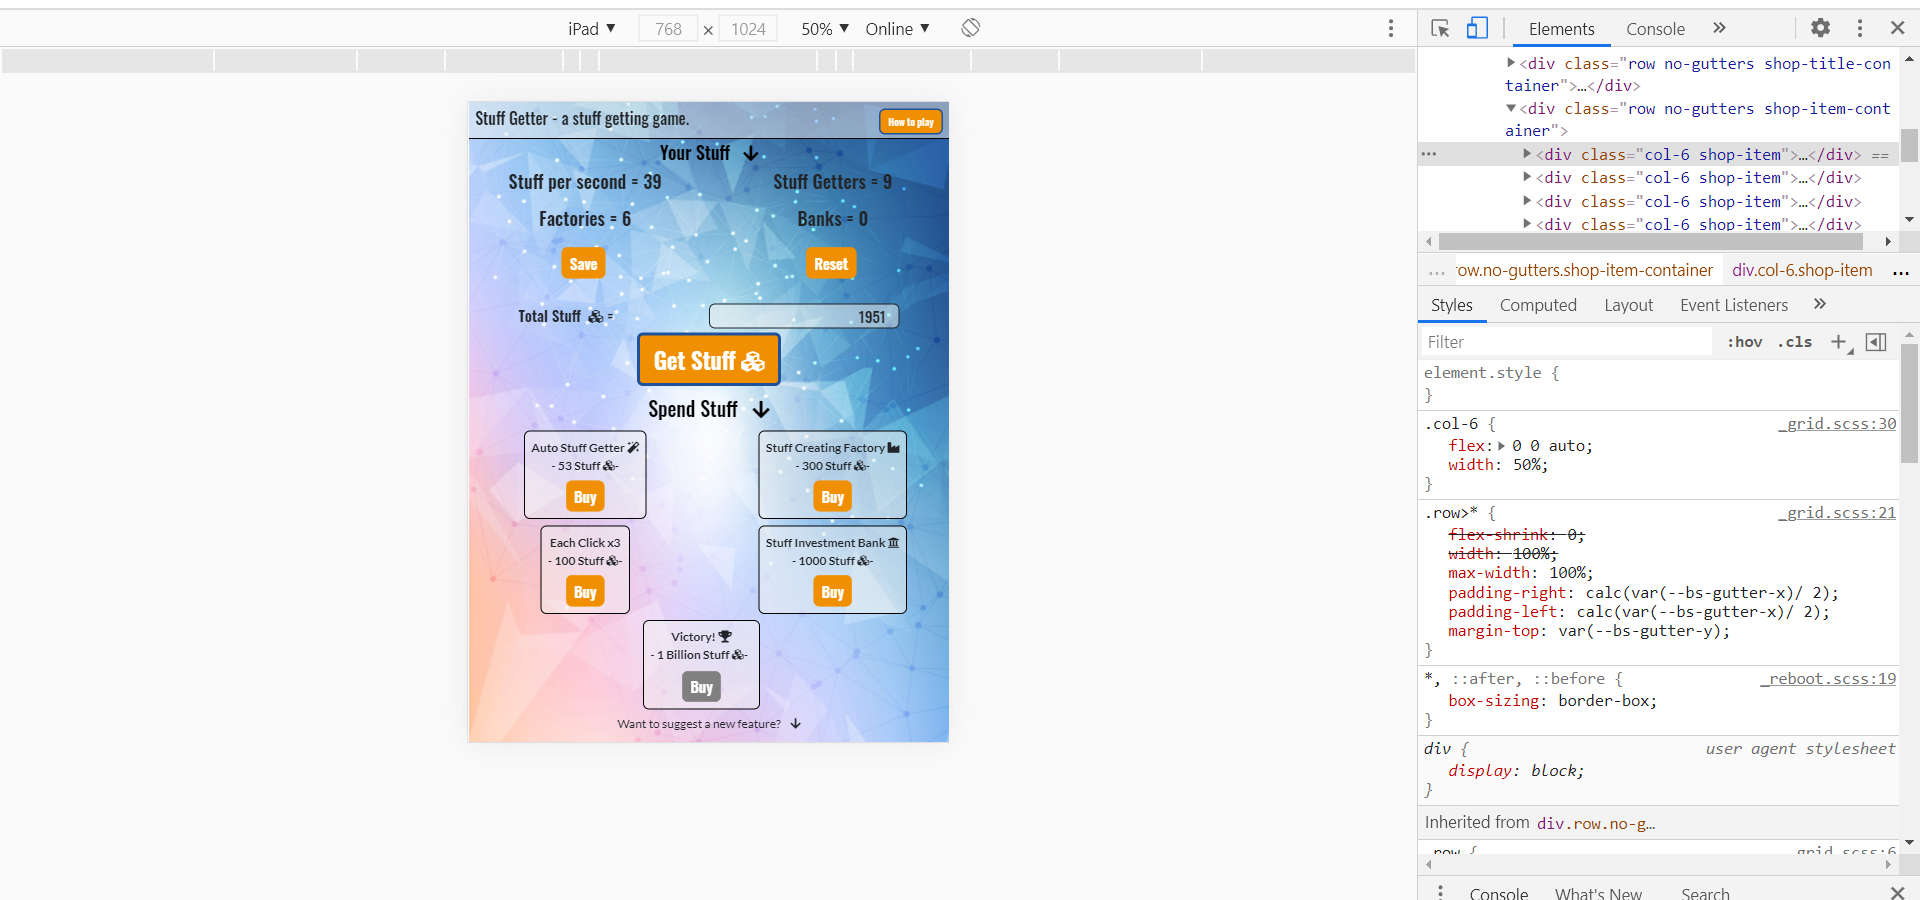 iPad ▼ 768 × 1024 50% ▼ Online ▼
Stuff Getter - a stuff getting game.
How to play
Your Stuff
Stuff per second = 39
Stuff Getters = 9
Factories = 6
Banks = 0
Save
Reset
Total Stuff =
1951
Get Stuff
Spend Stuff
Auto Stuff Getter
- 53 Stuff -
Buy
Stuff Creating Factory
- 300 Stuff -
Buy
Each Click x3
- 100 Stuff -
Buy
Stuff Investment Bank
- 1000 Stuff -
Buy
Victory!
- 1 Billion Stuff -
Buy
Want to suggest a new feature?
Elements Console »
<div class="row no-gutters shop-title-con
tainer">…</div>
<div class="row no-gutters shop-item-cont
ainer">
<div class="col-6 shop-item">…</div> ==
<div class="col-6 shop-item">…</div>
<div class="col-6 shop-item">…</div>
<div class="col-6 shop-item">…</div>
... ow.no-gutters.shop-item-container div.col-6.shop-item ...
Styles Computed Layout Event Listeners »
Filter :hov .cls +
element.style {
}
.col-6 { _grid.scss:30
flex: 0 0 auto;
width: 50%;
}
.row>* { _grid.scss:21
flex-shrink: 0;
width: 100%;
max-width: 100%;
padding-right: calc(var(--bs-gutter-x)/ 2);
padding-left: calc(var(--bs-gutter-x)/ 2);
margin-top: var(--bs-gutter-y);
}
*, ::after, ::before { _reboot.scss:19
box-sizing: border-box;
}
div { user agent stylesheet
display: block;
}
Inherited from div.row.no-g…
.row { _grid.scss:6
Console What's New Search